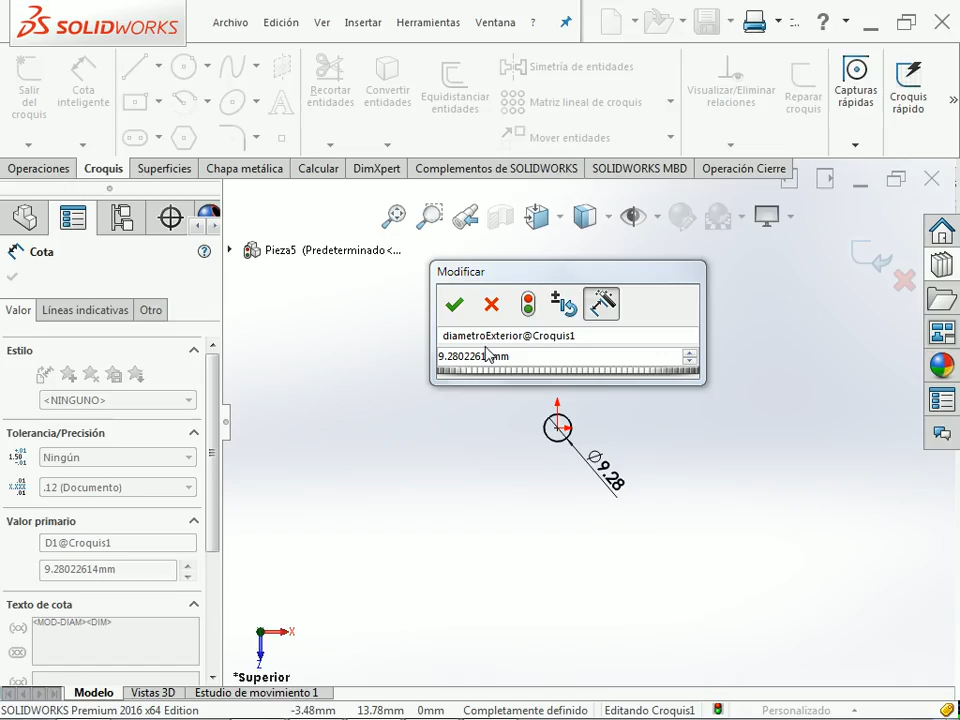 SOLIDWORKS
Archivo Edición Ver Insertar Herramientas Ventana ?
Salir del croquis
Cota inteligente
Recortar entidades
Convertir entidades
Equidistanciar entidades
Simetría de entidades
Matriz lineal de croquis
Mover entidades
Visualizar/Eliminar relaciones
Reparar croquis
Capturas rápidas
Croquis rápido
Operaciones Croquis Superficies Chapa metálica Calcular DimXpert Complementos de SOLIDWORKS SOLIDWORKS MBD Operación Cierre
Cota
Pieza5 (Predeterminado<...
Valor Líneas indicativas Otro
Modificar
diametroExterior@Croquis1
Estilo
<NINGUNO>
Tolerancia/Precisión
Ningún
.12 (Documento)
Valor primario
D1@Croquis1
9.28022614mm
Texto de cota
<MOD-DIAM><DIM>
∅9.28
X
Z
*Superior
Modelo Vistas 3D Estudio de movimiento 1
SOLIDWORKS Premium 2016 x64 Edition -3.48mm 13.78mm 0mm Completamente definido Editando Croquis1 Personalizado